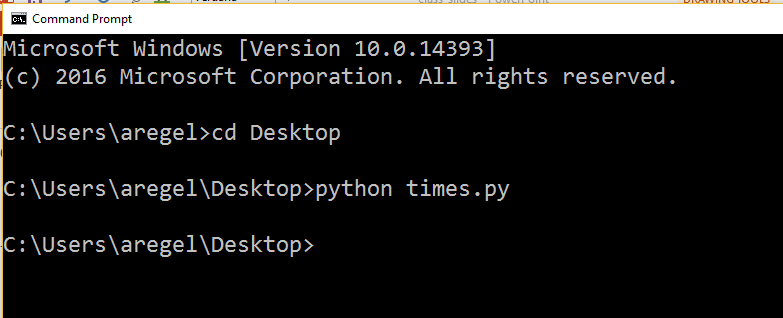 Command Prompt
Microsoft Windows [Version 10.0.14393]
(c) 2016 Microsoft Corporation. All rights reserved.
C:\Users\aregel>cd Desktop
C:\Users\aregel\Desktop>python times.py
C:\Users\aregel\Desktop>